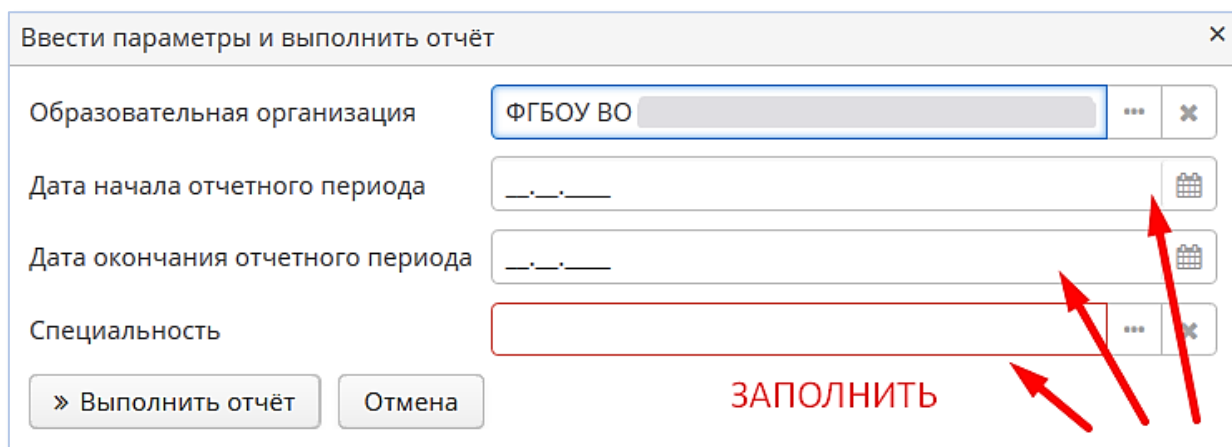 Ввести параметры и выполнить отчёт ×
Образовательная организация ФГБОУ ВО
Дата начала отчетного периода __.__.____
Дата окончания отчетного периода __.__.____
Специальность
» Выполнить отчёт Отмена ЗАПОЛНИТЬ